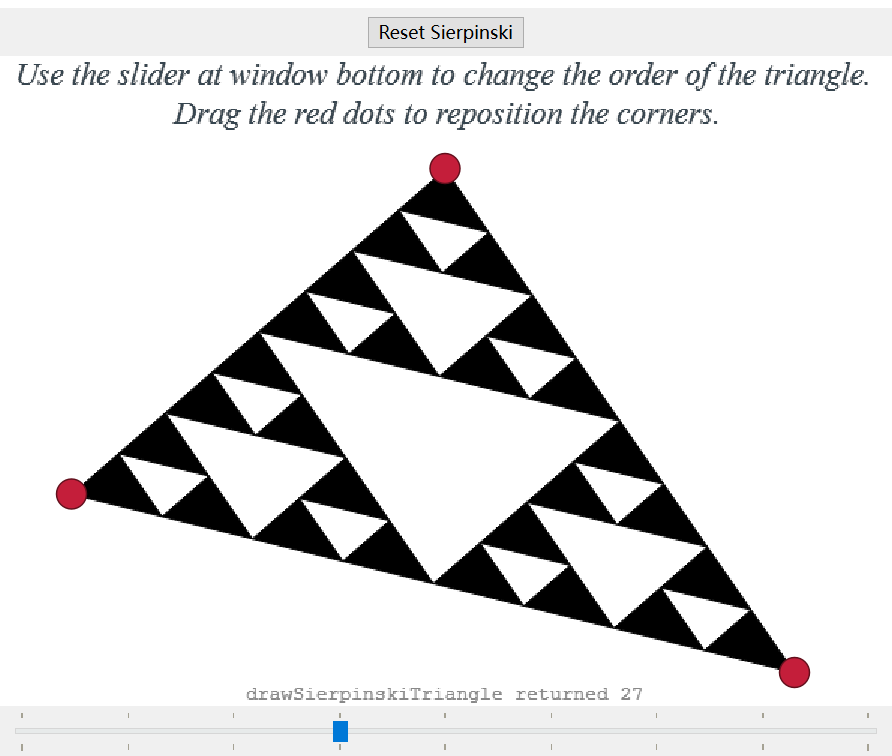 Reset Sierpinski
Use the slider at window bottom to change the order of the triangle.
Drag the red dots to reposition the corners.
drawSierpinskiTriangle returned 27